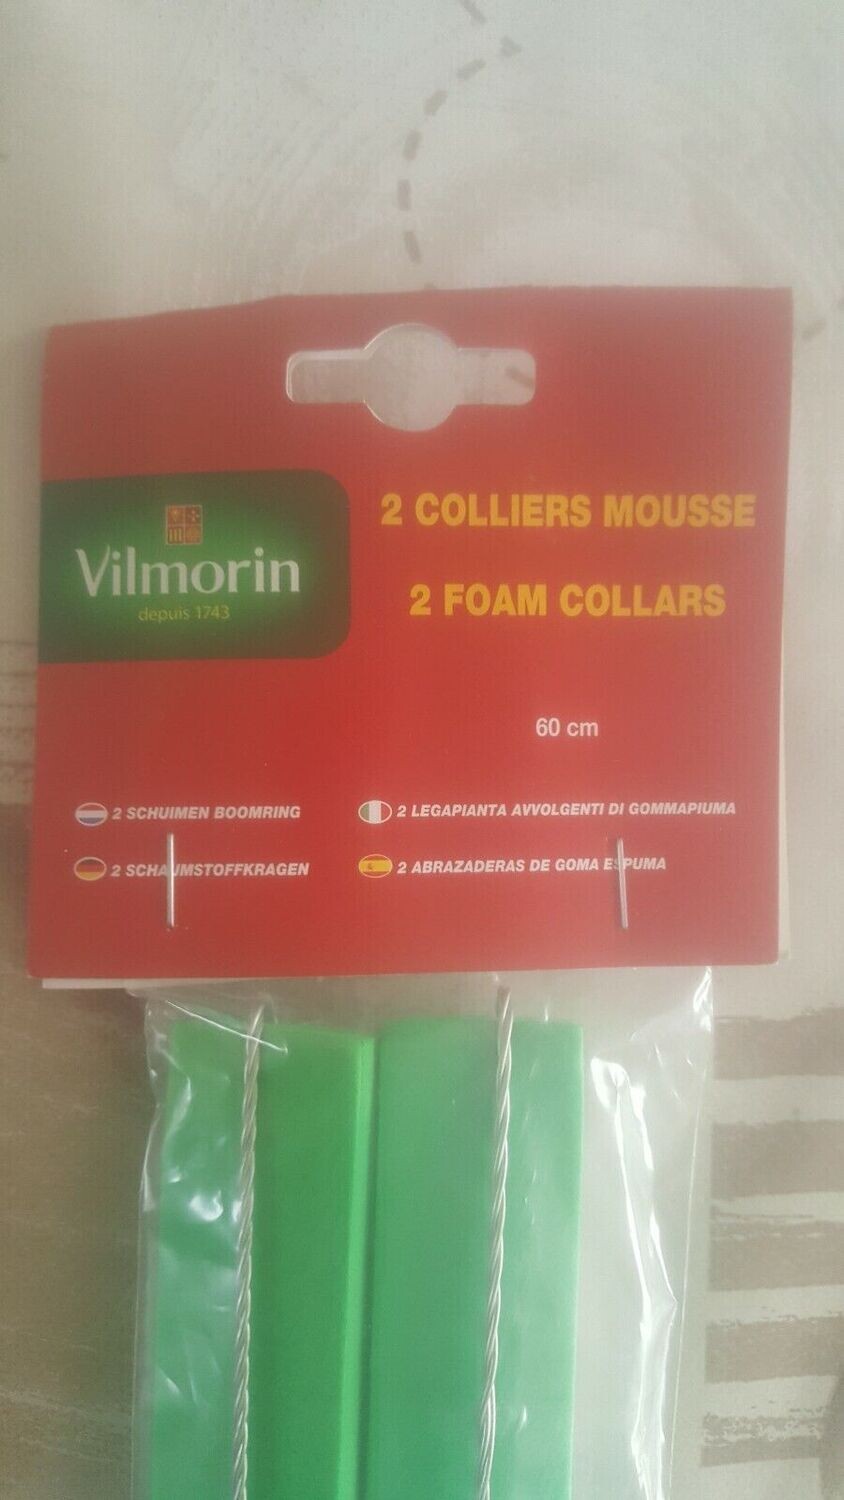 2 COLLIERS MOUSSE
Vilmorin
depuis 1743
2 FOAM COLLARS
60 cm
2 SCHUIMEN BOOMRING
2 LEGAPIANTA AVVOLGENTI DI GOMMAPIUMA
2 SCHAUMSTOFFKRAGEN
2 ABRAZADERAS DE GOMA ESPUMA